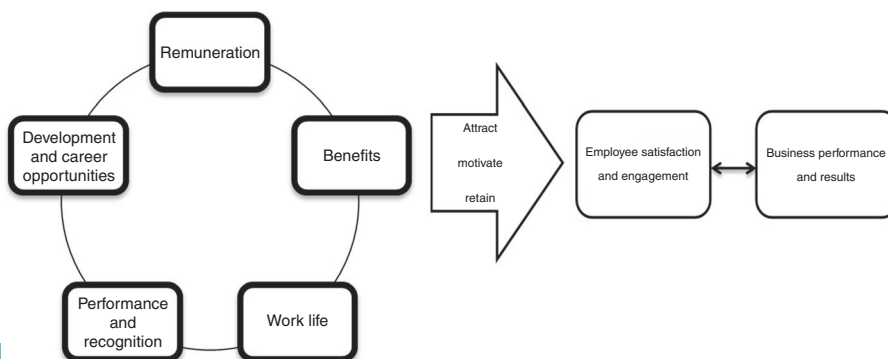 Remuneration
Development
and career
opportunities
Benefits
Performance
and
recognition
Work life
Attract
motivate
retain
Employee satisfaction
and engagement
Business performance
and results